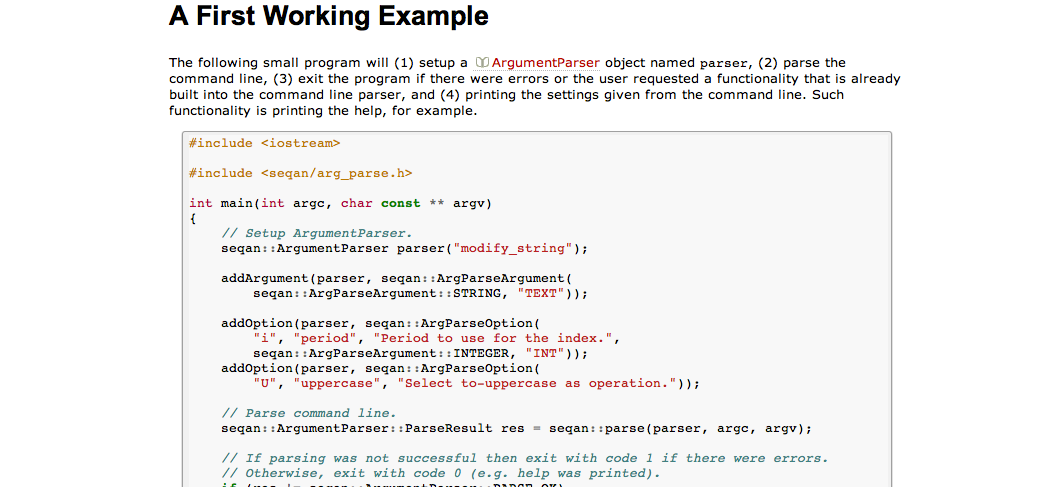 A First Working Example
The following small program will (1) setup a ArgumentParser object named parser, (2) parse the
command line, (3) exit the program if there were errors or the user requested a functionality that is already
built into the command line parser, and (4) printing the settings given from the command line. Such
functionality is printing the help, for example.
#include <iostream>
#include <seqan/arg_parse.h>
int main(int argc, char const ** argv)
{
    // Setup ArgumentParser.
    seqan::ArgumentParser parser("modify_string");
    addArgument(parser, seqan::ArgParseArgument(
        seqan::ArgParseArgument::STRING, "TEXT"));
    addOption(parser, seqan::ArgParseOption(
        "i", "period", "Period to use for the index.",
        seqan::ArgParseArgument::INTEGER, "INT"));
    addOption(parser, seqan::ArgParseOption(
        "U", "uppercase", "Select to-uppercase as operation."));
    // Parse command line.
    seqan::ArgumentParser::ParseResult res = seqan::parse(parser, argc, argv);
    // If parsing was not successful then exit with code 1 if there were errors.
    // Otherwise, exit with code 0 (e.g. help was printed).
    if (res != seqan::ArgumentParser::PARSE_OK)